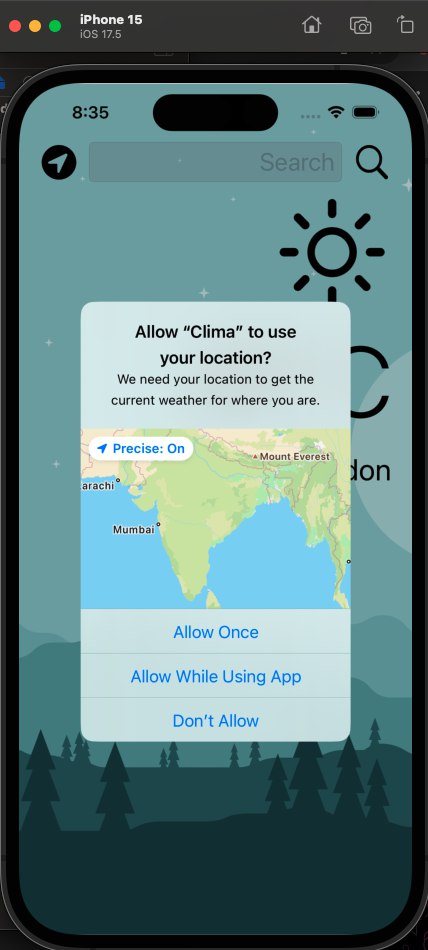 iPhone 15
iOS 17.5
8:35
Search
Allow “Clima” to use
your location?
We need your location to get the
current weather for where you are.
Precise: On
Mount Everest
arachi
Mumbai
C
don
Allow Once
Allow While Using App
Don’t Allow